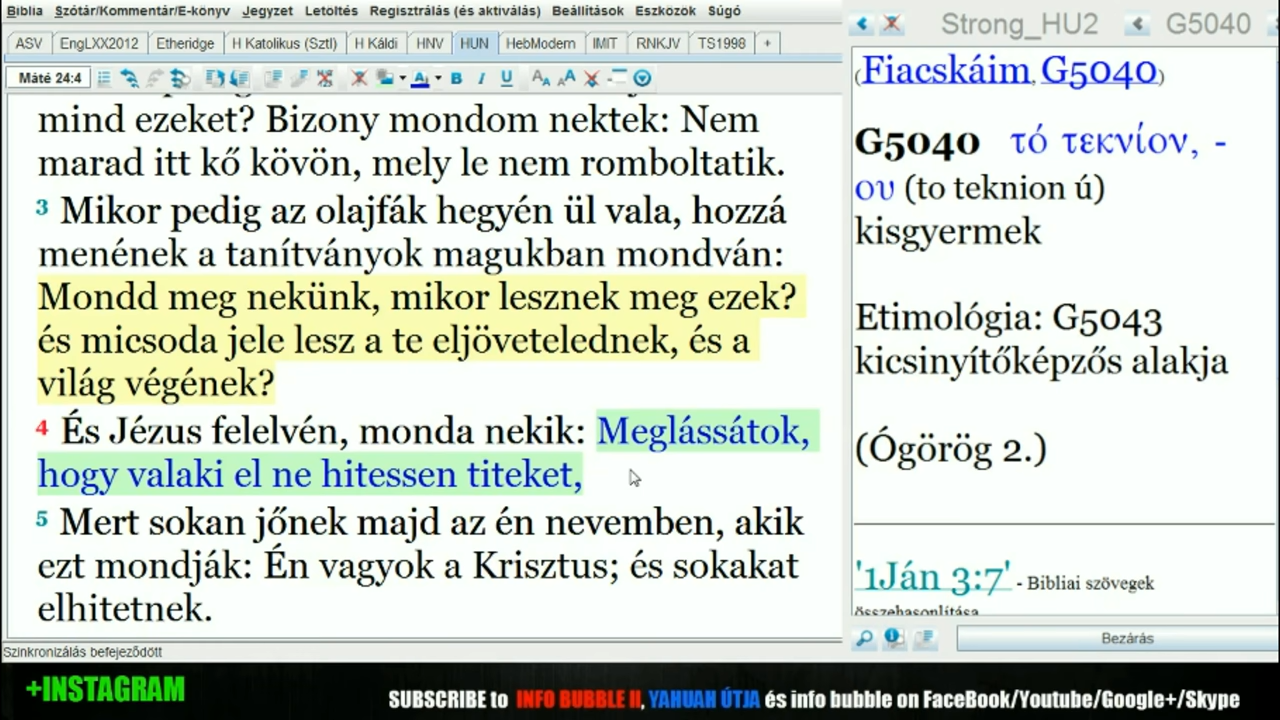 Biblia Szótár/Kommentár/E-könyv Jegyzet Letöltés Regisztrálás (és aktiválás) Beállítások Eszközök Súgó
ASV EngLXX2012 Etheridge H Katolikus (Sztl) H Káldi HNV HUN HebModern IMIT RNKJV TS1998 +
Máté 24:4
mind ezeket? Bizony mondom nektek: Nem
marad itt kő kövön, mely le nem romboltatik.
3 Mikor pedig az olajfák hegyén ül vala, hozzá
menének a tanítványok magukban mondván:
Mondd meg nekünk, mikor lesznek meg ezek?
és micsoda jele lesz a te eljövetelednek, és a
világ végének?
4 És Jézus felelvén, monda nekik: Meglássátok,
hogy valaki el ne hitessen titeket,
5 Mert sokan jőnek majd az én nevemben, akik
ezt mondják: Én vagyok a Krisztus; és sokakat
elhitetnek.
Szinkronizálás befejeződött
Strong_HU2 G5040
(Fiacskáim, G5040)
G5040 τό τεκνίον, -
ου (to teknion ú)
kisgyermek
Etimológia: G5043
kicsinyítőképzős alakja
(Ógörög 2.)
'1Ján 3:7' - Bibliai szövegek
összehasonlítása
Bezárás
+INSTAGRAM
SUBSCRIBE to INFO BUBBLE II, YAHUAH ÚTJA és info bubble on FaceBook/Youtube/Google+/Skype